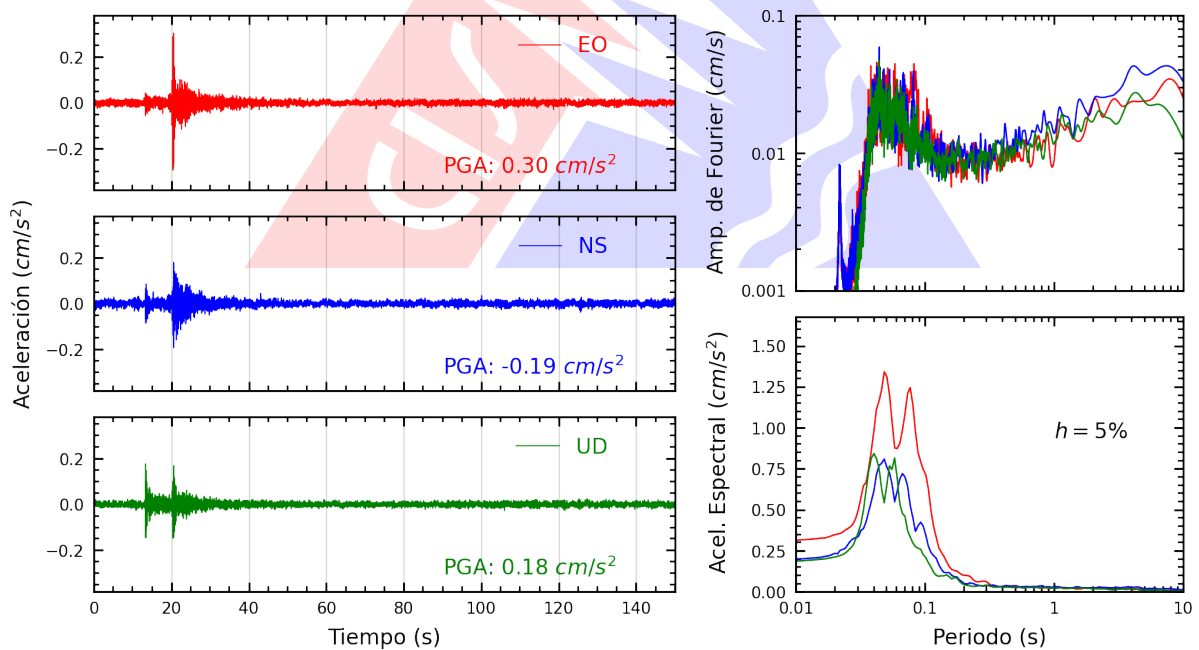 Aceleración (cm/s²)
0.2
0.0
−0.2
EO
PGA: 0.30 cm/s²
0.2
0.0
−0.2
NS
PGA: -0.19 cm/s²
0.2
0.0
−0.2
UD
PGA: 0.18 cm/s²
0 20 40 60 80 100 120 140
Tiempo (s)
Amp. de Fourier (cm/s)
0.1
0.01
0.001
Acel. Espectral (cm/s²)
1.50
1.25
1.00
0.75
0.50
0.25
0.00
h = 5%
0.01 0.1 1 10
Periodo (s)